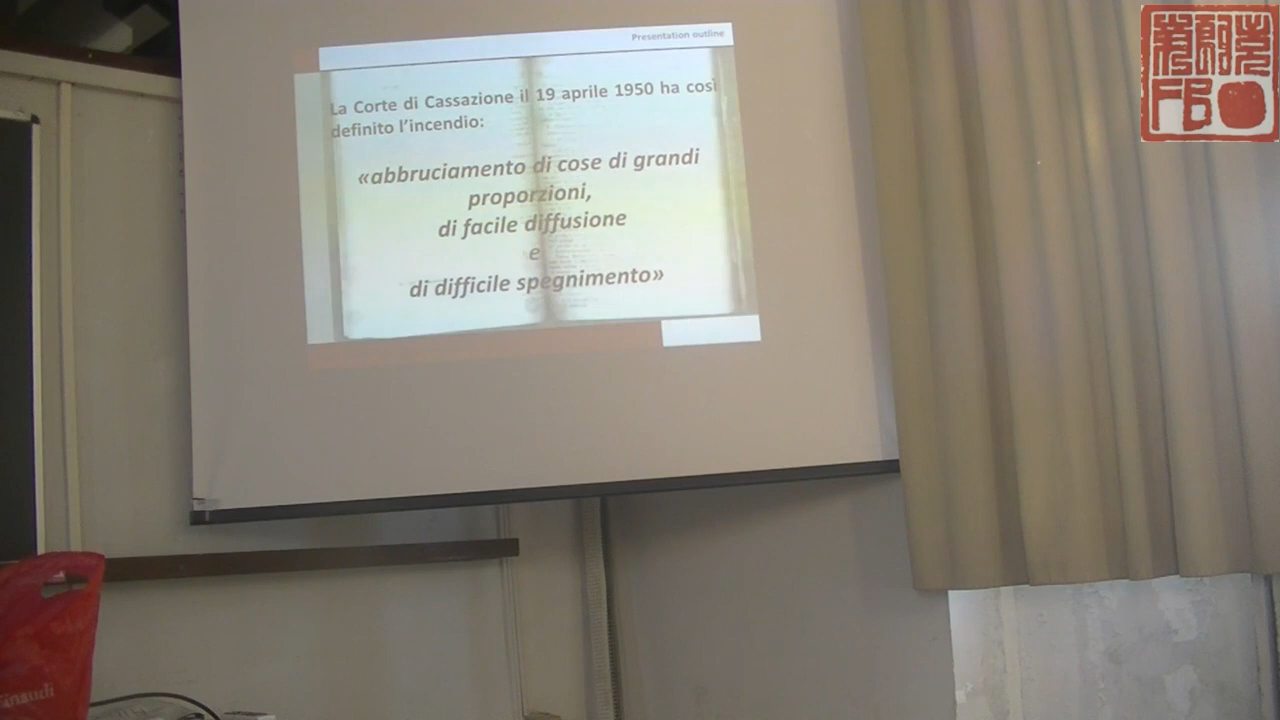 Presentation outline
La Corte di Cassazione il 19 aprile 1950 ha così
definito l'incendio:
«abbruciamento di cose di grandi
proporzioni,
di facile diffusione
e
di difficile spegnimento»
Einaudi